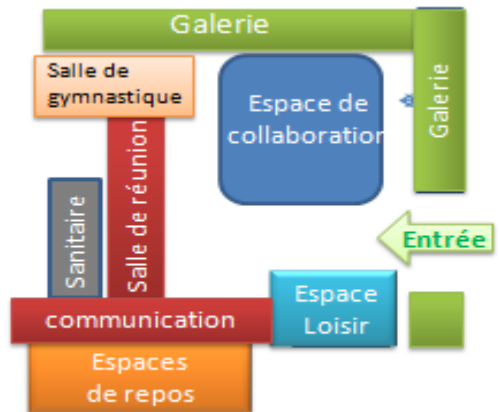 Galerie
Salle de
gymnastique
Espace de
collaboration
Galerie
Salle de réunion
Sanitaire
Entrée
Espace
Loisir
communication
Espaces
de repos